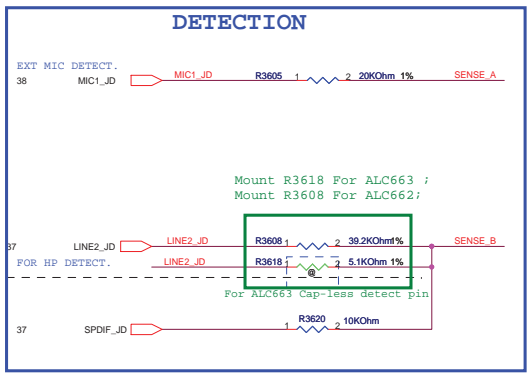 DETECTION
EXT MIC DETECT.
38 MIC1_JD MIC1_JD R3605 1 2 20KOhm 1% SENSE_A
Mount R3618 For ALC663 ;
Mount R3608 For ALC662;
37 LINE2_JD LINE2_JD R3608 1 2 39.2KOhm1% SENSE_B
FOR HP DETECT. LINE2_JD R3618 1 2 5.1KOhm 1%
@
For ALC663 Cap-less detect pin
37 SPDIF_JD 1 R3620 2 10KOhm